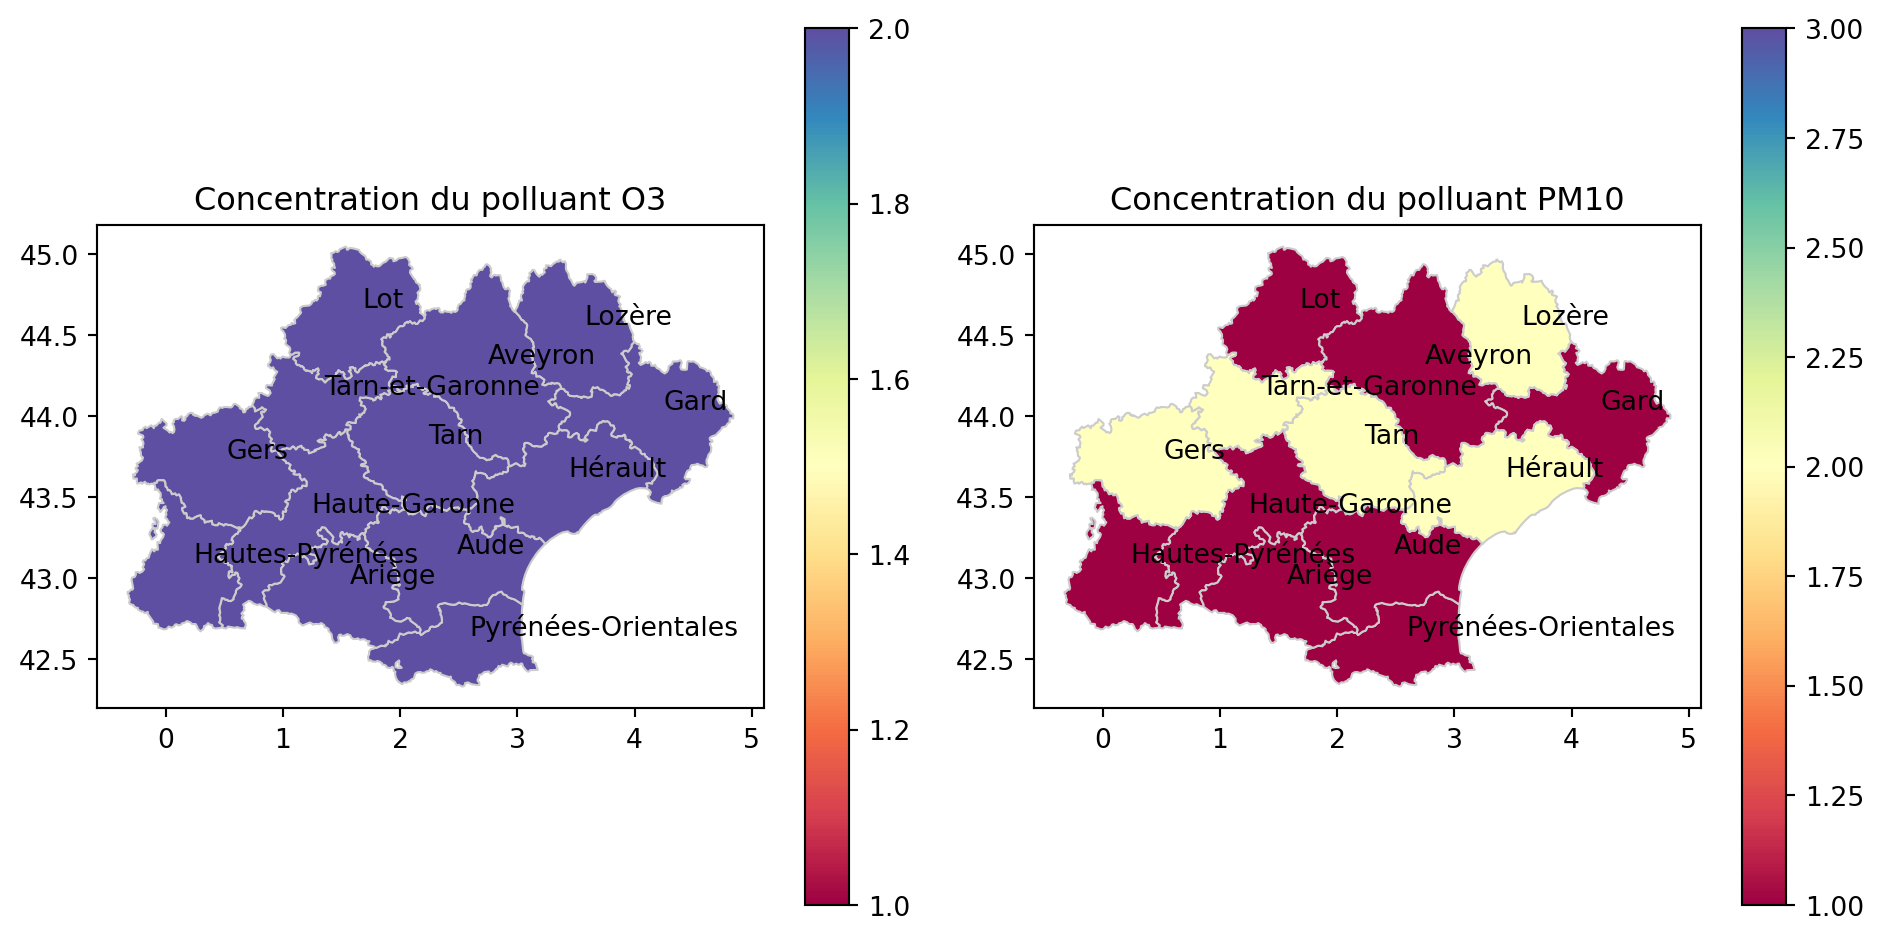 Concentration du polluant O3
45.0
44.5
44.0
43.5
43.0
42.5
0 1 2 3 4 5
Lot
Lozère
Aveyron
Tarn-et-Garonne
Gard
Tarn
Gers
Hérault
Haute-Garonne
Aude
Hautes-Pyrénées
Ariège
Pyrénées-Orientales
2.0
1.8
1.6
1.4
1.2
1.0
Concentration du polluant PM10
45.0
44.5
44.0
43.5
43.0
42.5
0 1 2 3 4 5
Lot
Lozère
Aveyron
Tarn-et-Garonne
Gard
Tarn
Gers
Hérault
Haute-Garonne
Aude
Hautes-Pyrénées
Ariège
Pyrénées-Orientales
3.00
2.75
2.50
2.25
2.00
1.75
1.50
1.25
1.00